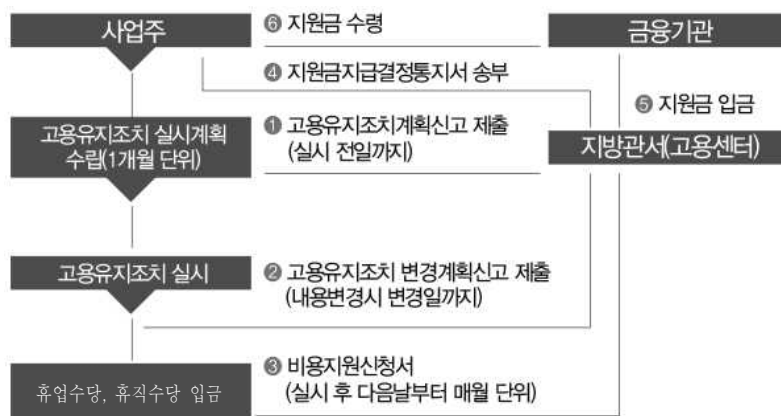 사업주
❻ 지원금 수령
금융기관
❹ 지원금지급결정통지서 송부
❺ 지원금 입금
고용유지조치 실시계획
수립(1개월 단위)
❶ 고용유지조치계획신고 제출
(실시 전일까지)
지방관서(고용센터)
고용유지조치 실시
❷ 고용유지조치 변경계획신고 제출
(내용변경시 변경일까지)
휴업수당, 휴직수당 입금
❸ 비용지원신청서
(실시 후 다음날부터 매월 단위)